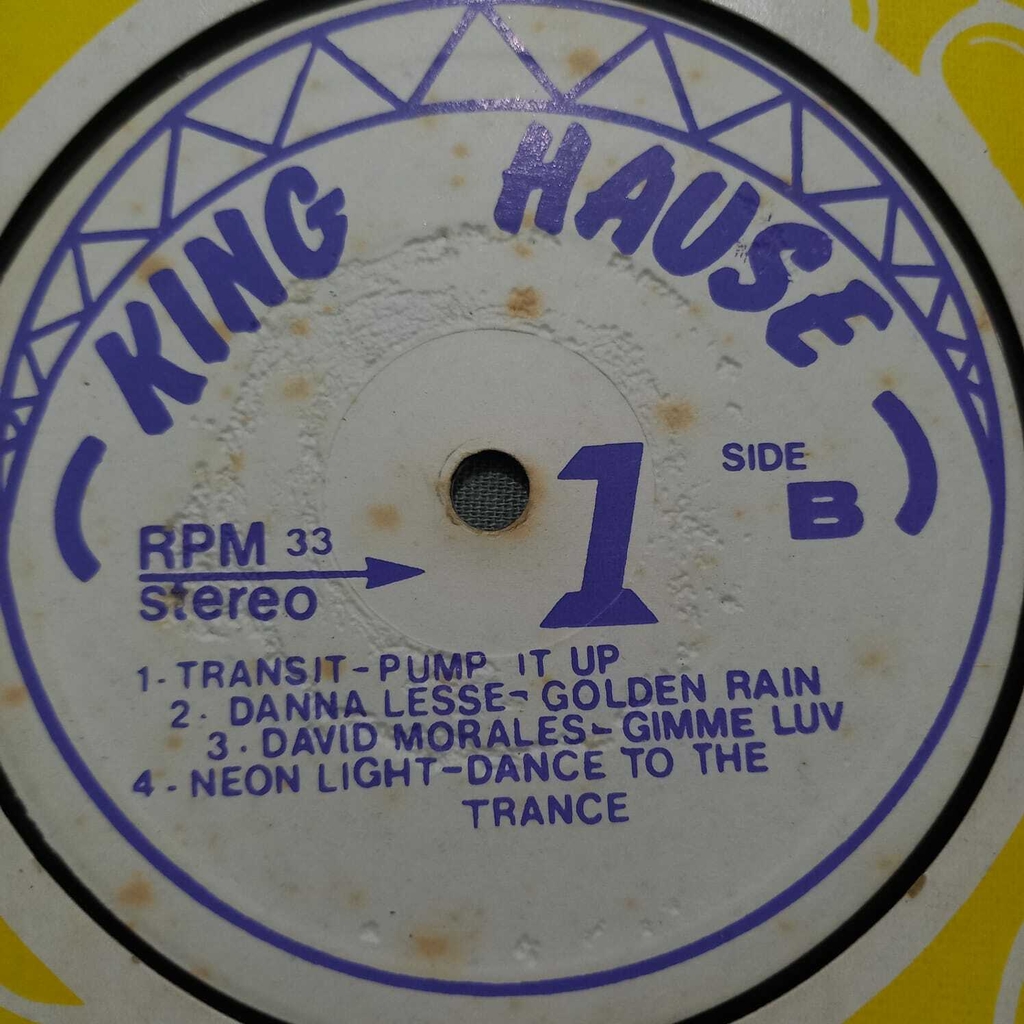 KING HAUSE
1
SIDE
B
RPM 33
stereo
1-TRANSIT-PUMP IT UP
2. DANNA LESSE-GOLDEN RAIN
3. DAVID MORALES-GIMME LUV
4-NEON LIGHT-DANCE TO THE
TRANCE